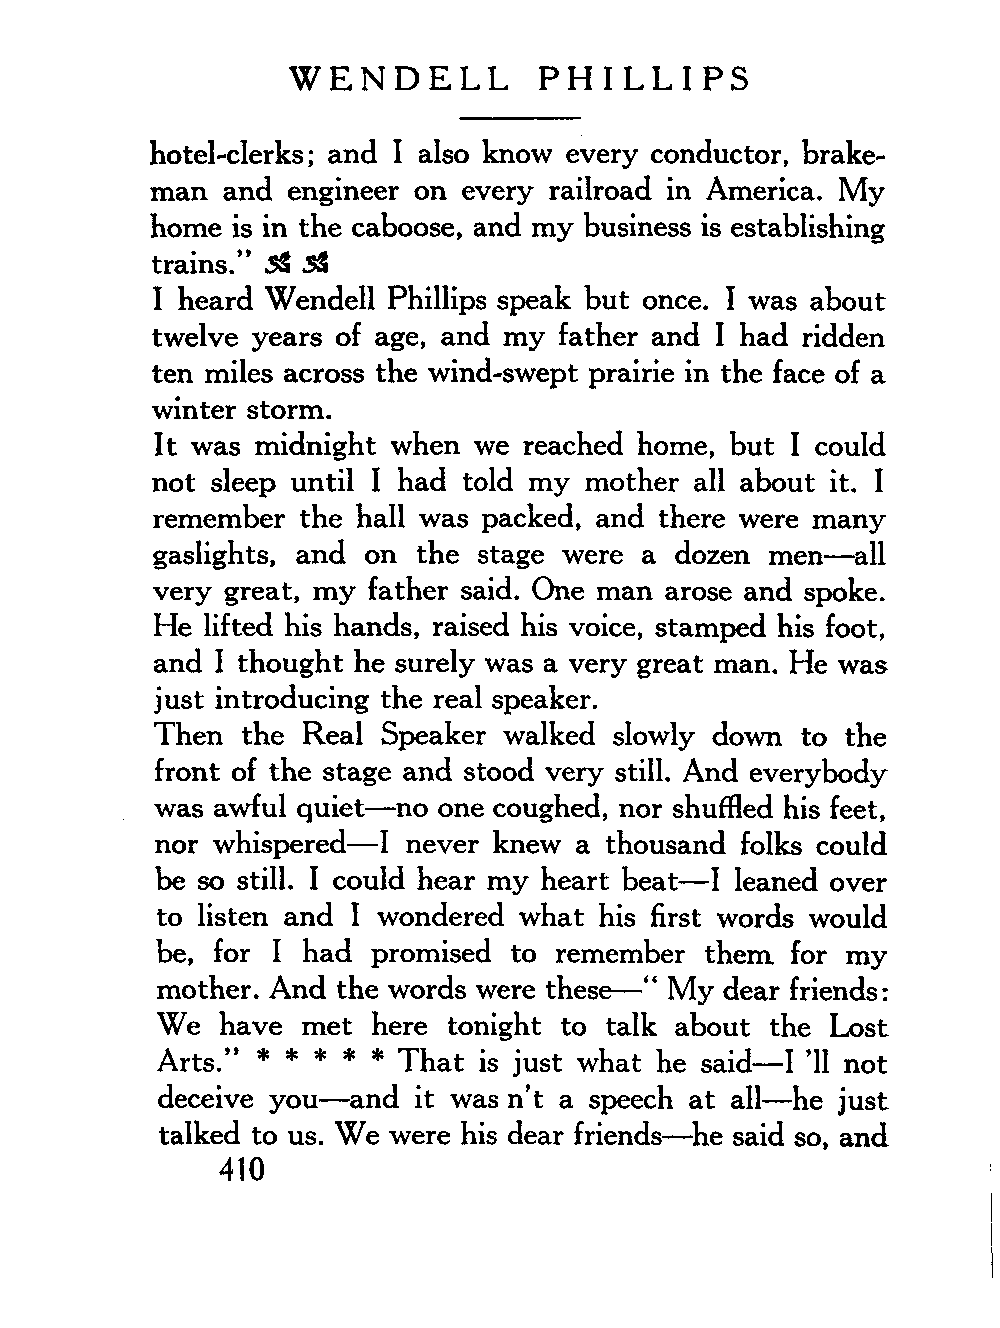 WENDELL PHILLIPS
hotel-clerks; and I also know every conductor, brake-
man and engineer on every railroad in America. My
home is in the caboose, and my business is establishing
trains."
I heard Wendell Phillips speak but once. I was about
twelve years of age, and my father and I had ridden
ten miles across the wind-swept prairie in the face of a
winter storm.
It was midnight when we reached home, but I could
not sleep until I had told my mother all about it. I
remember the hall was packed, and there were many
gaslights, and on the stage were a dozen men—all
very great, my father said. One man arose and spoke.
He lifted his hands, raised his voice, stamped his foot,
and I thought he surely was a very great man. He was
just introducing the real speaker.
Then the Real Speaker walked slowly down to the
front of the stage and stood very still. And everybody
was awful quiet—no one coughed, nor shuffled his feet,
nor whispered—I never knew a thousand folks could
be so still. I could hear my heart beat—I leaned over
to listen and I wondered what his first words would
be, for I had promised to remember them for my
mother. And the words were these—" My dear friends:
We have met here tonight to talk about the Lost
Arts." * * * * * That is just what he said—I 'll not
deceive you—and it was n't a speech at all—he just
talked to us. We were his dear friends—he said so, and
410